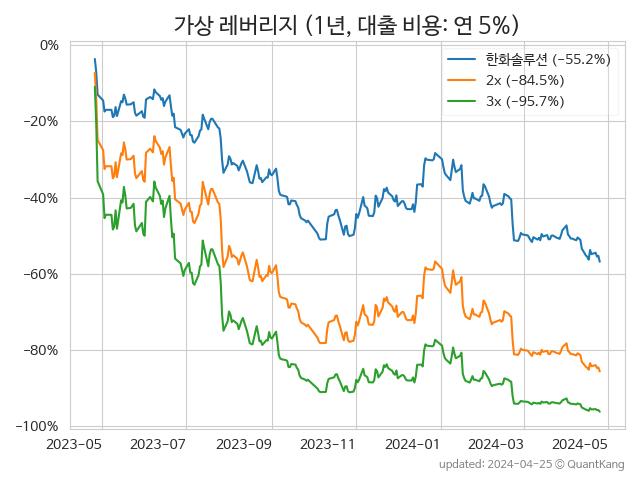 가상 레버리지 (1년, 대출 비용: 연 5%)
한화솔루션 (−55.2%)
2x (−84.5%)
3x (−95.7%)
0%
−20%
−40%
−60%
−80%
−100%
2023-05 2023-07 2023-09 2023-11 2024-01 2024-03 2024-05
updated: 2024-04-25 © QuantKang